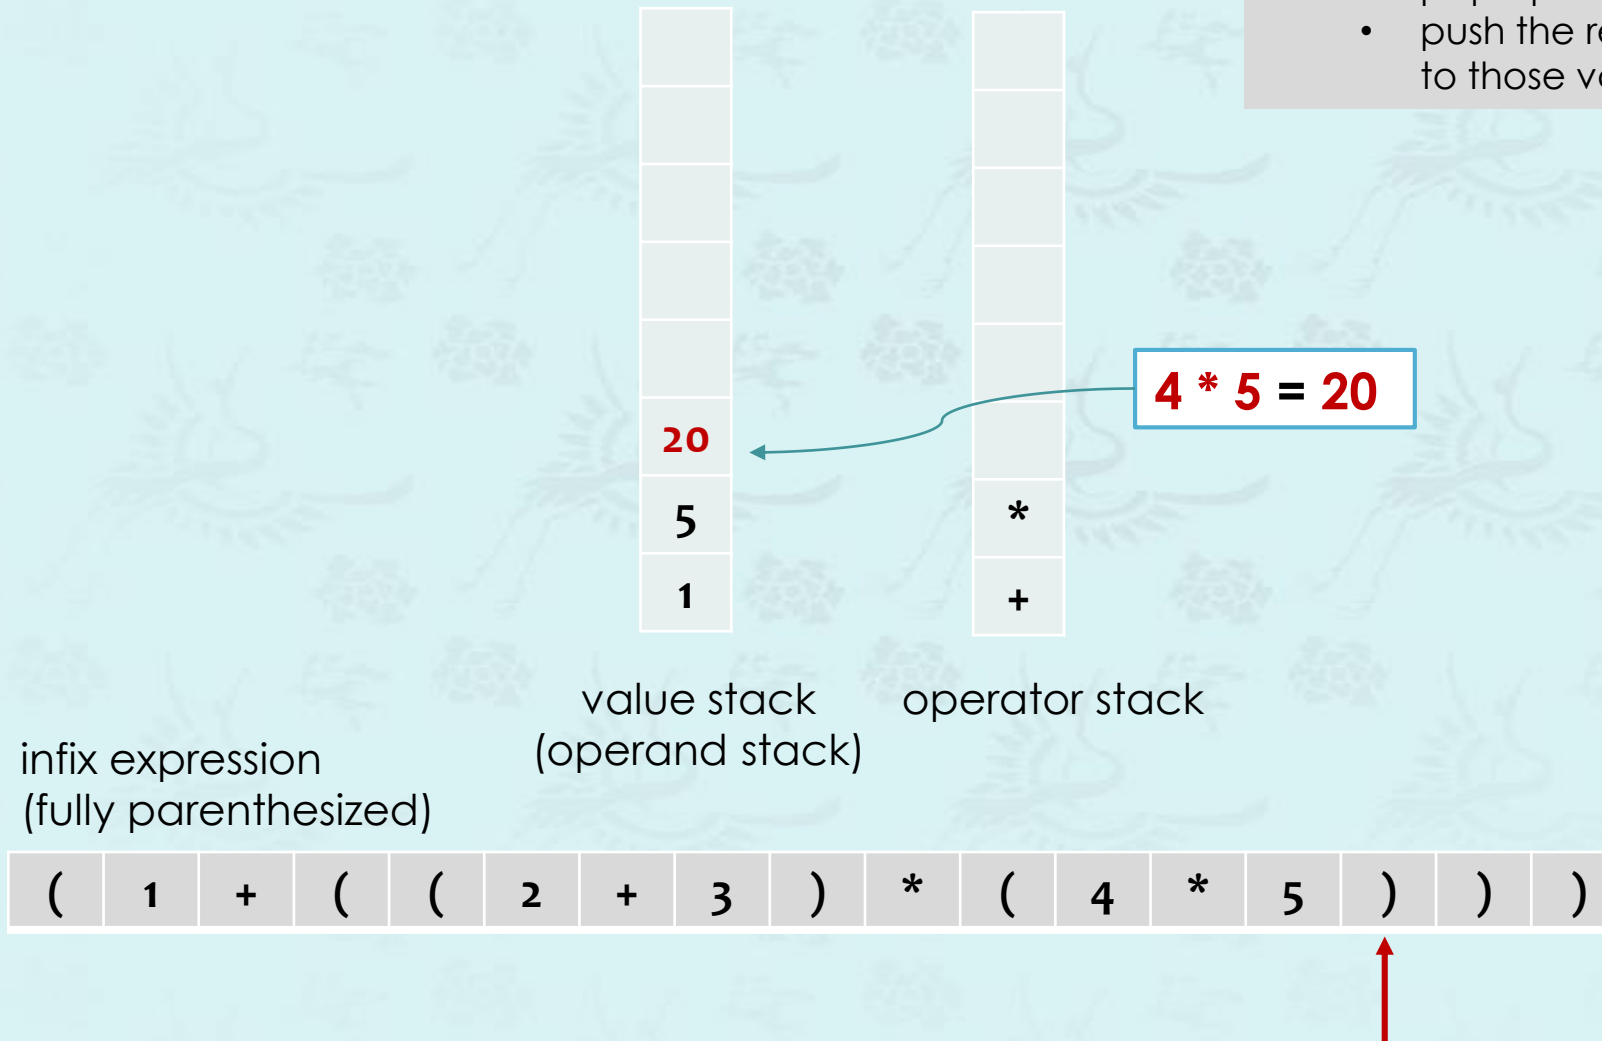 push the re
to those v
20
5
1
*
+
4 * 5 = 20
value stack
(operand stack)
operator stack
infix expression
(fully parenthesized)
( 1 + ( ( 2 + 3 ) * ( 4 * 5 ) ) )